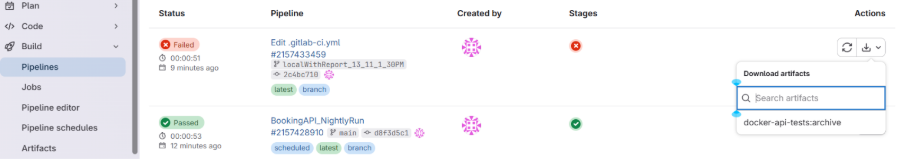 Plan
Code
Build
Pipelines
Jobs
Pipeline editor
Pipeline schedules
Artifacts
Status Pipeline Created by Stages Actions
Failed
00:00:51
9 minutes ago
Edit .gitlab-ci.yml
#2157433459
localWithReport_13_11_1_30PM
2c4bc710
latest branch
Download artifacts
Search artifacts
docker-api-tests:archive
Passed
00:00:53
12 minutes ago
BookingAPI_NightlyRun
#2157428910 main d8f3d5c1
scheduled latest branch